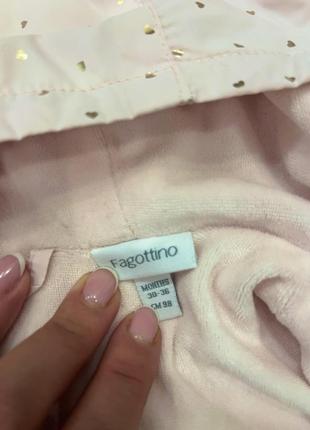 Fagottino
MONTHS
30-36
CM 98